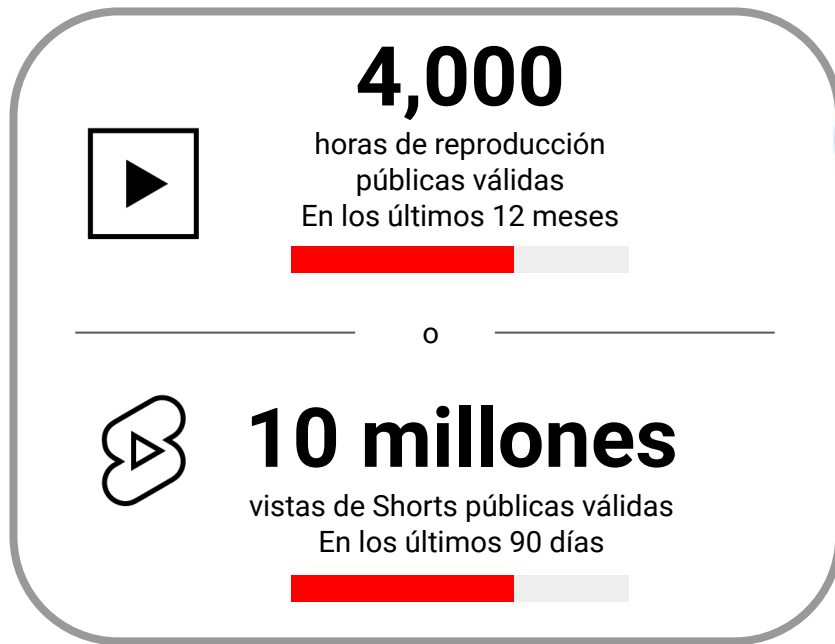 4,000
horas de reproducción
públicas válidas
En los últimos 12 meses
o
10 millones
vistas de Shorts públicas válidas
En los últimos 90 días